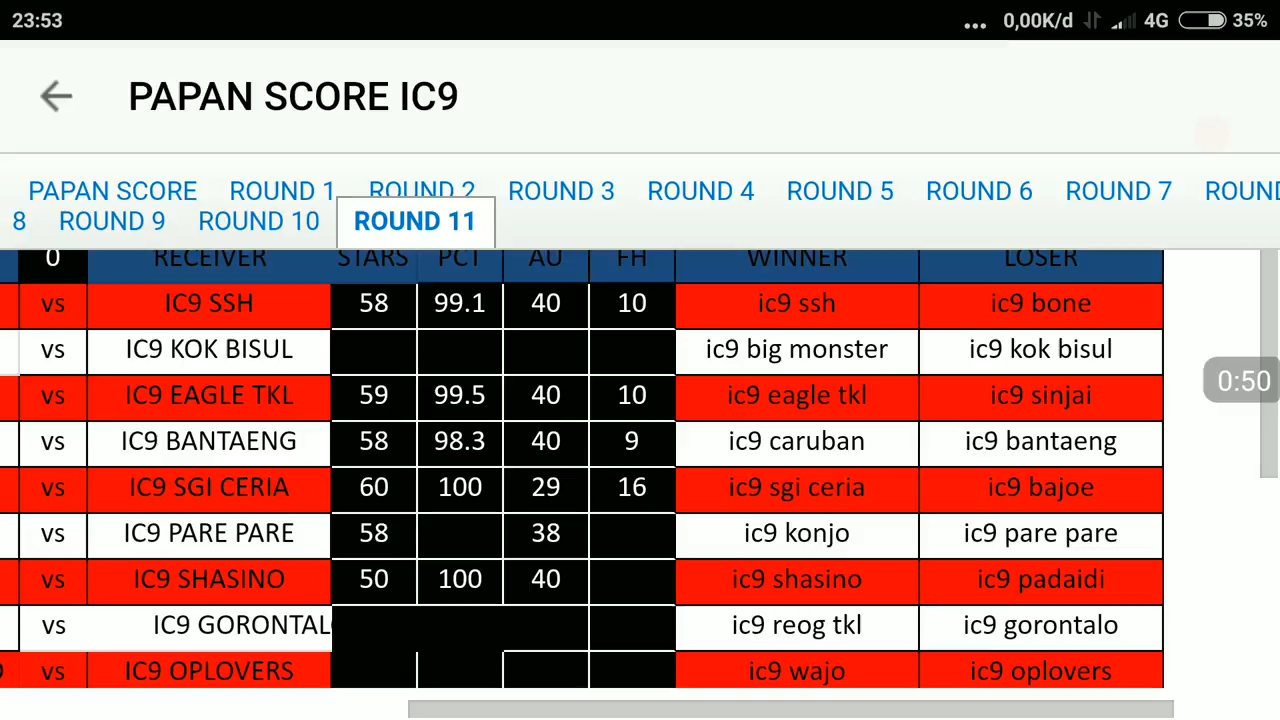 23:53 ... 0,00K/d 4G 35%
PAPAN SCORE IC9
PAPAN SCORE ROUND 1 ROUND 2 ROUND 3 ROUND 4 ROUND 5 ROUND 6 ROUND 7 ROUND
8 ROUND 9 ROUND 10 ROUND 11
0 RECEIVER STARS PCT AU FH WINNER LOSER
vs IC9 SSH 58 99.1 40 10 ic9 ssh ic9 bone
vs IC9 KOK BISUL ic9 big monster ic9 kok bisul
0:50
vs IC9 EAGLE TKL 59 99.5 40 10 ic9 eagle tkl ic9 sinjai
vs IC9 BANTAENG 58 98.3 40 9 ic9 caruban ic9 bantaeng
vs IC9 SGI CERIA 60 100 29 16 ic9 sgi ceria ic9 bajoe
vs IC9 PARE PARE 58 38 ic9 konjo ic9 pare pare
vs IC9 SHASINO 50 100 40 ic9 shasino ic9 padaidi
vs IC9 GORONTAL ic9 reog tkl ic9 gorontalo
vs IC9 OPLOVERS ic9 wajo ic9 oplovers